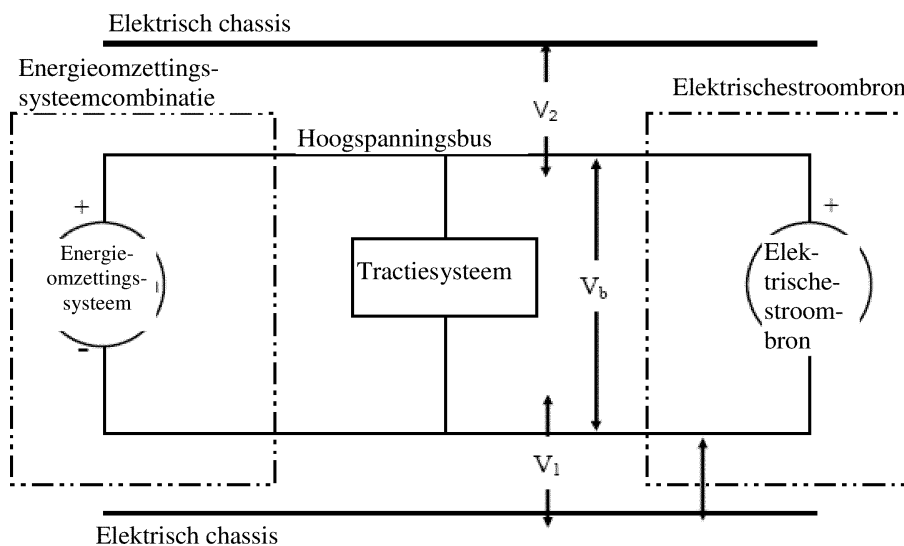 Elektrisch chassis
Energieomzettings-
systeemcombinatie
Elektrischestroombron
V2
Hoogspanningsbus
+
+
Energie-
omzettings-
systeem
Tractiesysteem
Vb
Elek-
trische-
stroom-
bron
-
V1
Elektrisch chassis